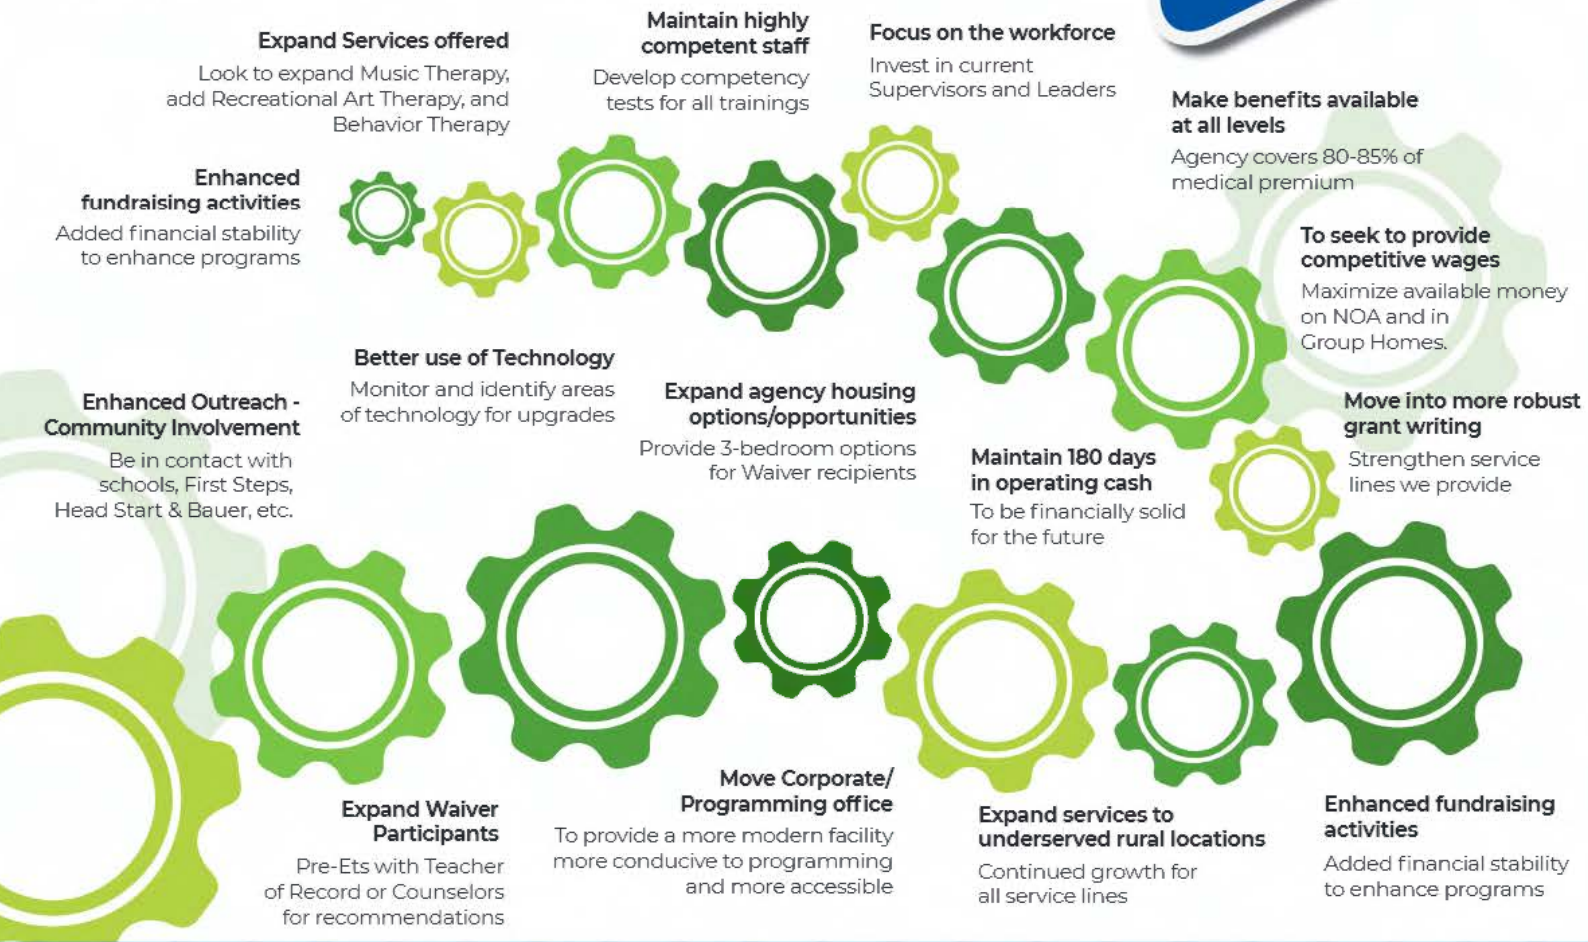 Expand Services offered
Look to expand Music Therapy,
add Recreational Art Therapy, and
Behavior Therapy
Maintain highly
competent staff
Develop competency
tests for all trainings
Focus on the workforce
Invest in current
Supervisors and Leaders
Make benefits available
at all levels
Agency covers 80-85% of
medical premium
Enhanced
fundraising activities
Added financial stability
to enhance programs
To seek to provide
competitive wages
Maximize available money
on NOA and in
Group Homes.
Better use of Technology
Monitor and identify areas
of technology for upgrades
Expand agency housing
options/opportunities
Provide 3-bedroom options
for Waiver recipients
Enhanced Outreach -
Community Involvement
Be in contact with
schools, First Steps,
Head Start & Bauer, etc.
Maintain 180 days
in operating cash
To be financially solid
for the future
Move into more robust
grant writing
Strengthen service
lines we provide
Expand Waiver
Participants
Pre-Ets with Teacher
of Record or Counselors
for recommendations
Move Corporate/
Programming office
To provide a more modern facility
more conducive to programming
and more accessible
Expand services to
underserved rural locations
Continued growth for
all service lines
Enhanced fundraising
activities
Added financial stability
to enhance programs